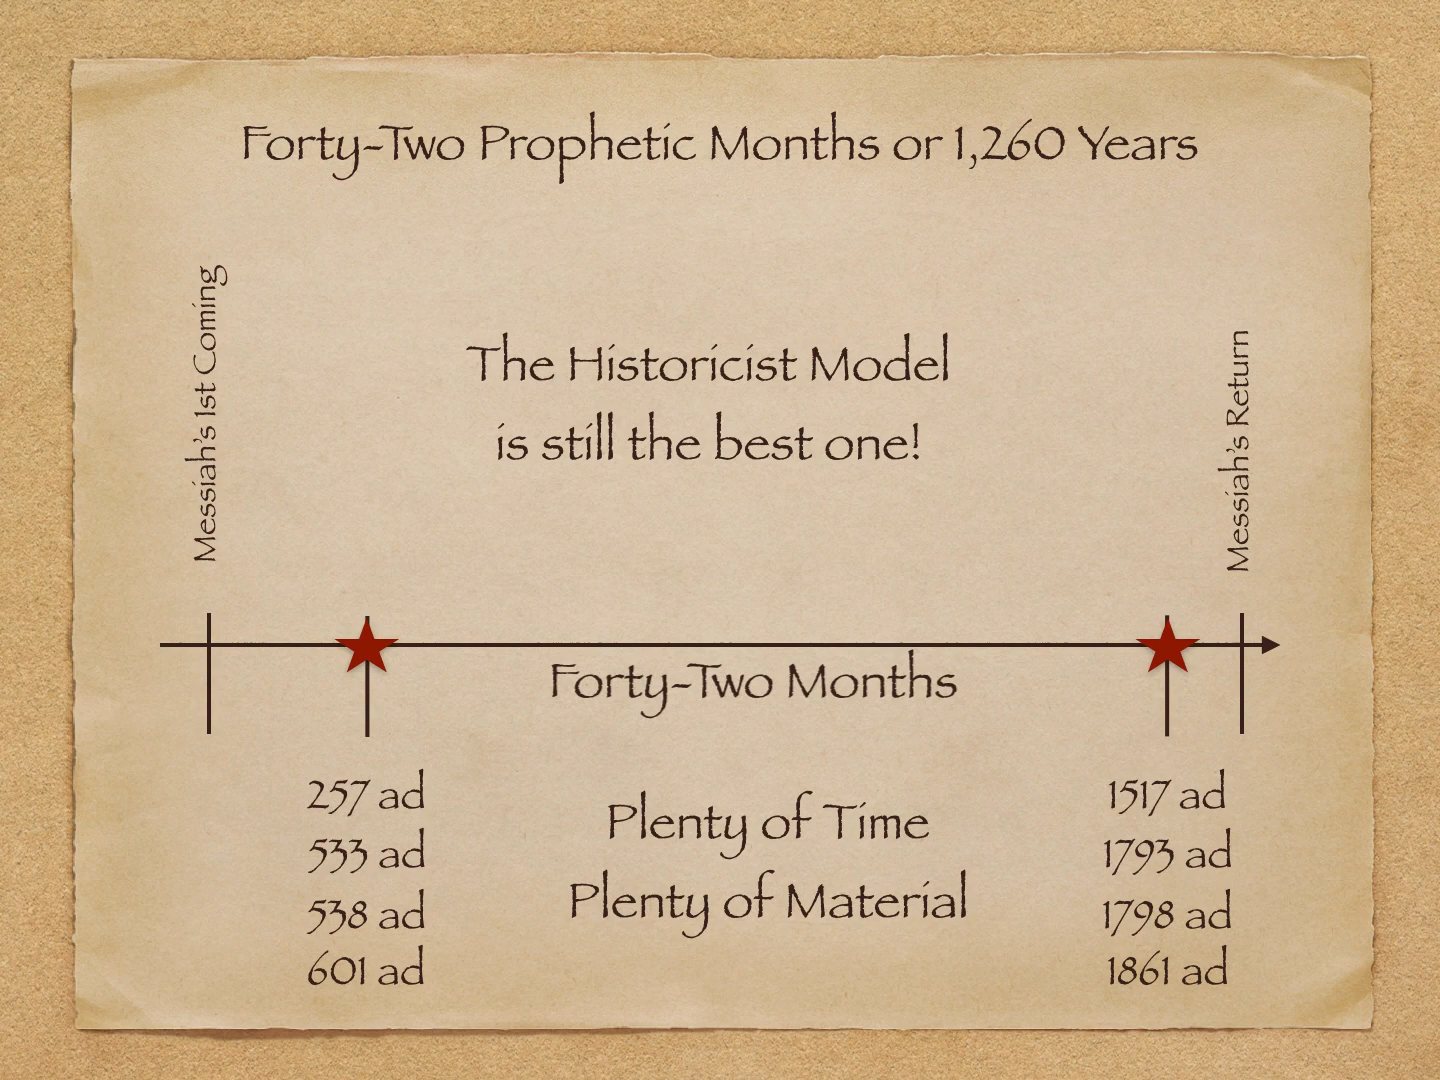 Forty-Two Prophetic Months or 1,260 Years
Messiah's 1st Coming
The Historicist Model
is still the best one!
Messiah's Return
Forty-Two Months
257 ad
533 ad
538 ad
601 ad
Plenty of Time
Plenty of Material
1517 ad
1793 ad
1798 ad
1861 ad